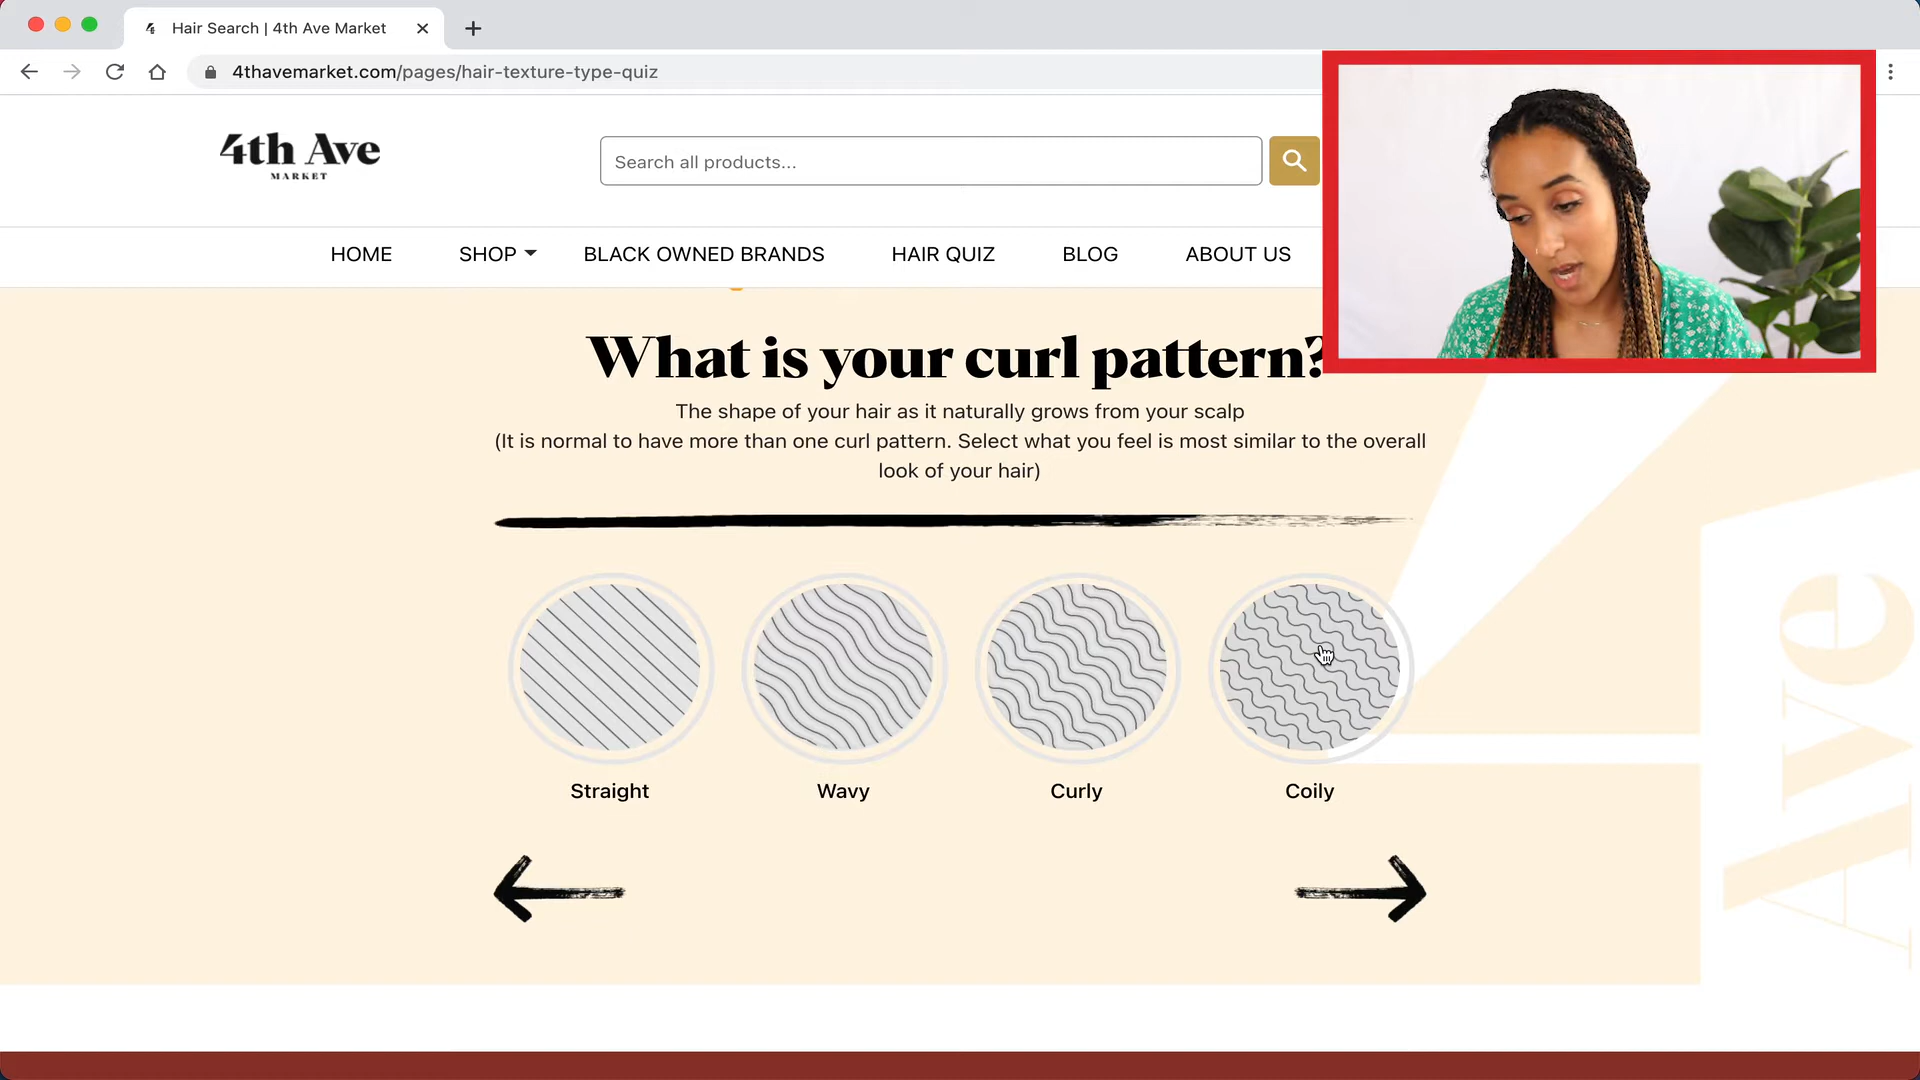 Hair Search | 4th Ave Market
4thavemarket.com/pages/hair-texture-type-quiz
4th Ave
MARKET
Search all products...
HOME
SHOP
BLACK OWNED BRANDS
HAIR QUIZ
BLOG
ABOUT US
What is your curl pattern?
The shape of your hair as it naturally grows from your scalp
(It is normal to have more than one curl pattern. Select what you feel is most similar to the overall
look of your hair)
Straight
Wavy
Curly
Coily
Ave